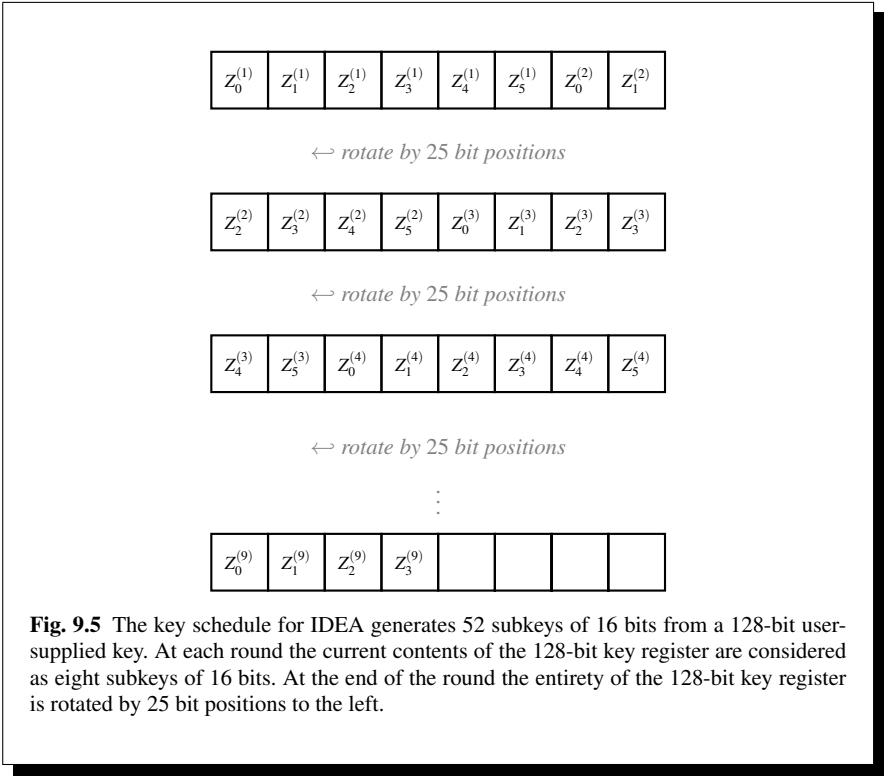 Z₀⁽¹⁾ Z₁⁽¹⁾ Z₂⁽¹⁾ Z₃⁽¹⁾ Z₄⁽¹⁾ Z₅⁽¹⁾ Z₀⁽²⁾ Z₁⁽²⁾
↩ rotate by 25 bit positions
Z₂⁽²⁾ Z₃⁽²⁾ Z₄⁽²⁾ Z₅⁽²⁾ Z₀⁽³⁾ Z₁⁽³⁾ Z₂⁽³⁾ Z₃⁽³⁾
↩ rotate by 25 bit positions
Z₄⁽³⁾ Z₅⁽³⁾ Z₀⁽⁴⁾ Z₁⁽⁴⁾ Z₂⁽⁴⁾ Z₃⁽⁴⁾ Z₄⁽⁴⁾ Z₅⁽⁴⁾
↩ rotate by 25 bit positions
⋮
Z₀⁽⁹⁾ Z₁⁽⁹⁾ Z₂⁽⁹⁾ Z₃⁽⁹⁾
Fig. 9.5 The key schedule for IDEA generates 52 subkeys of 16 bits from a 128-bit user-
supplied key. At each round the current contents of the 128-bit key register are considered
as eight subkeys of 16 bits. At the end of the round the entirety of the 128-bit key register
is rotated by 25 bit positions to the left.